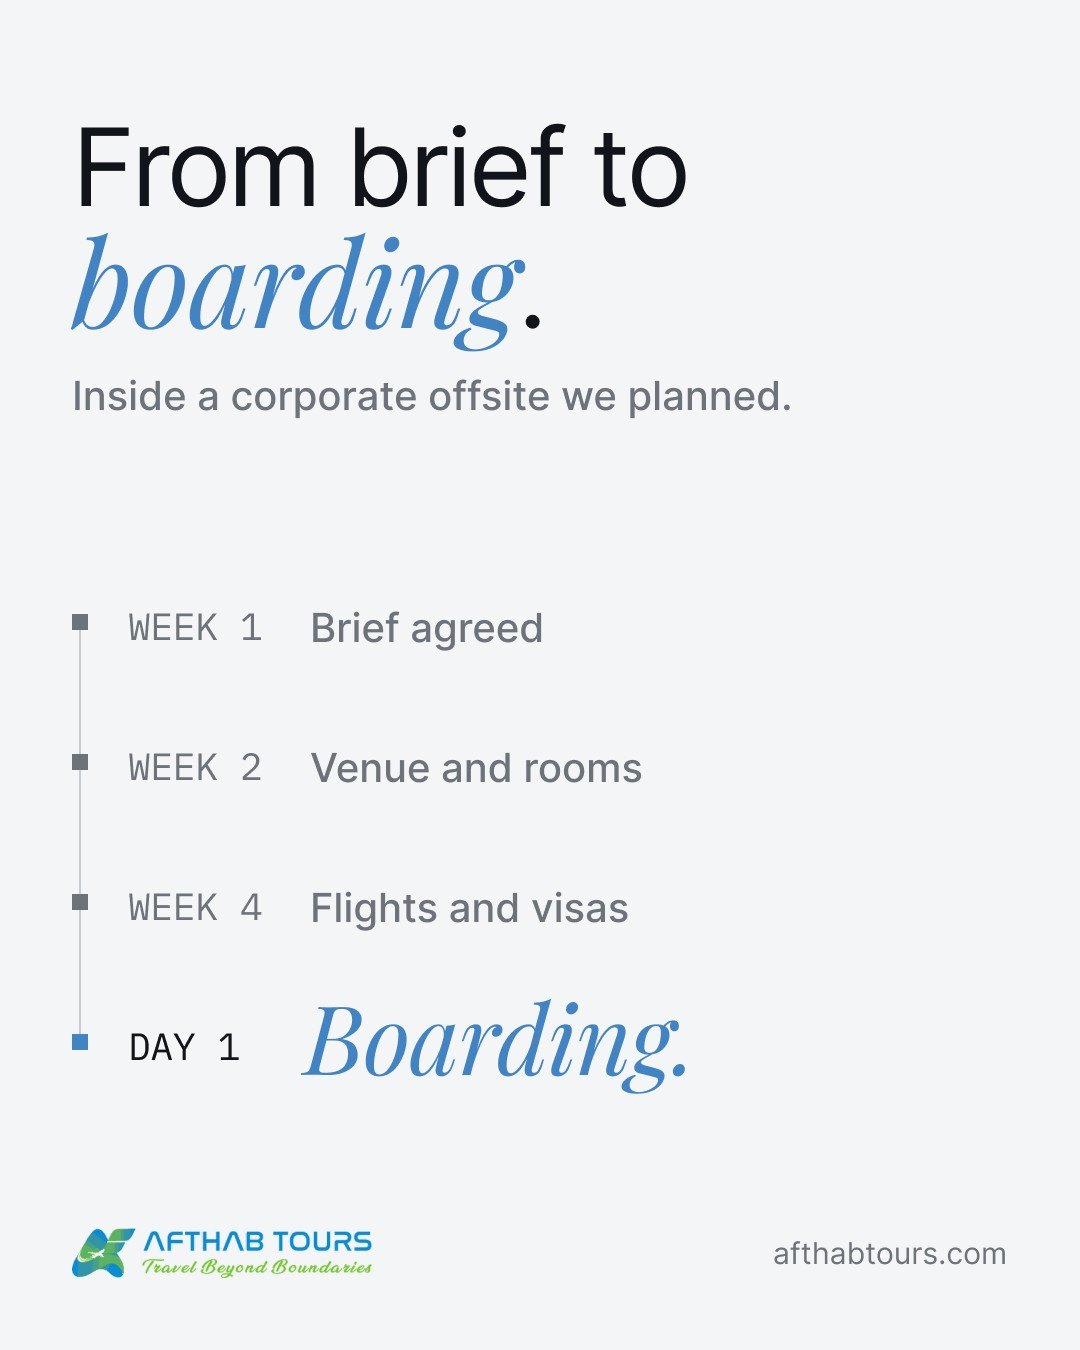 From brief to
boarding.
Inside a corporate offsite we planned.
WEEK 1 Brief agreed
WEEK 2 Venue and rooms
WEEK 4 Flights and visas
DAY 1 Boarding.
AFTHAB TOURS
Travel Beyond Boundaries
afthabtours.com